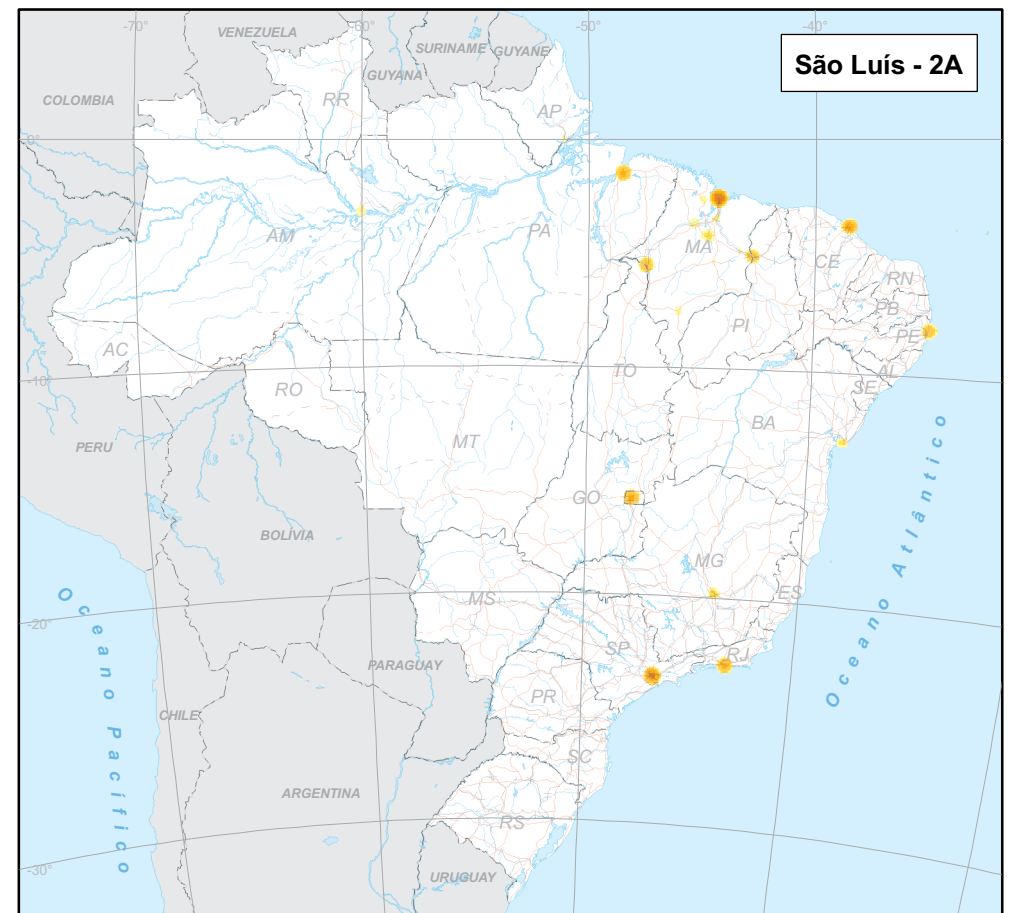 -70°
-60°
-50°
-40°
VENEZUELA
SURINAME
GUYANE
São Luís - 2A
GUYANA
COLOMBIA
RR
AP
0°
AM
PA
MA
CE
RN
PB
PI
PE
AC
TO
AL
-10°
RO
SE
BA
PERU
MT
GO
BOLÍVIA
Oceano Atlântico
MG
ES
MS
Oceano Pacífico
-20°
SP
RJ
PARAGUAY
PR
CHILE
SC
ARGENTINA
RS
-30°
URUGUAY